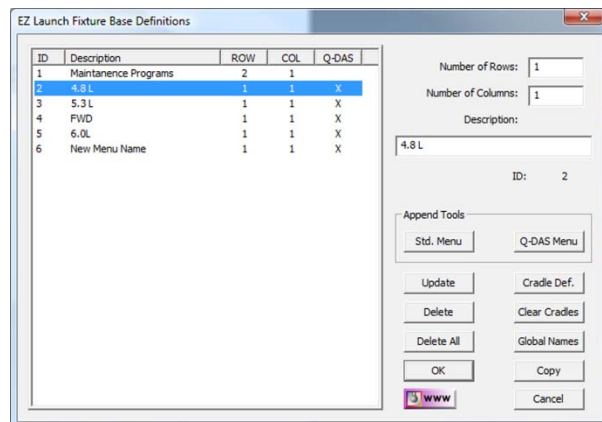 EZ Launch Fixture Base Definitions
ID Description ROW COL Q-DAS
1 Maintanence Programs 2 1
2 4.8 L 1 1 X
3 5.3 L 1 1 X
4 FWD 1 1 X
5 6.0L 1 1 X
6 New Menu Name 1 1 X
Number of Rows: 1
Number of Columns: 1
Description:
4.8 L
ID: 2
Append Tools
Std. Menu Q-DAS Menu
Update Cradle Def.
Delete Clear Cradles
Delete All Global Names
OK Copy
www Cancel